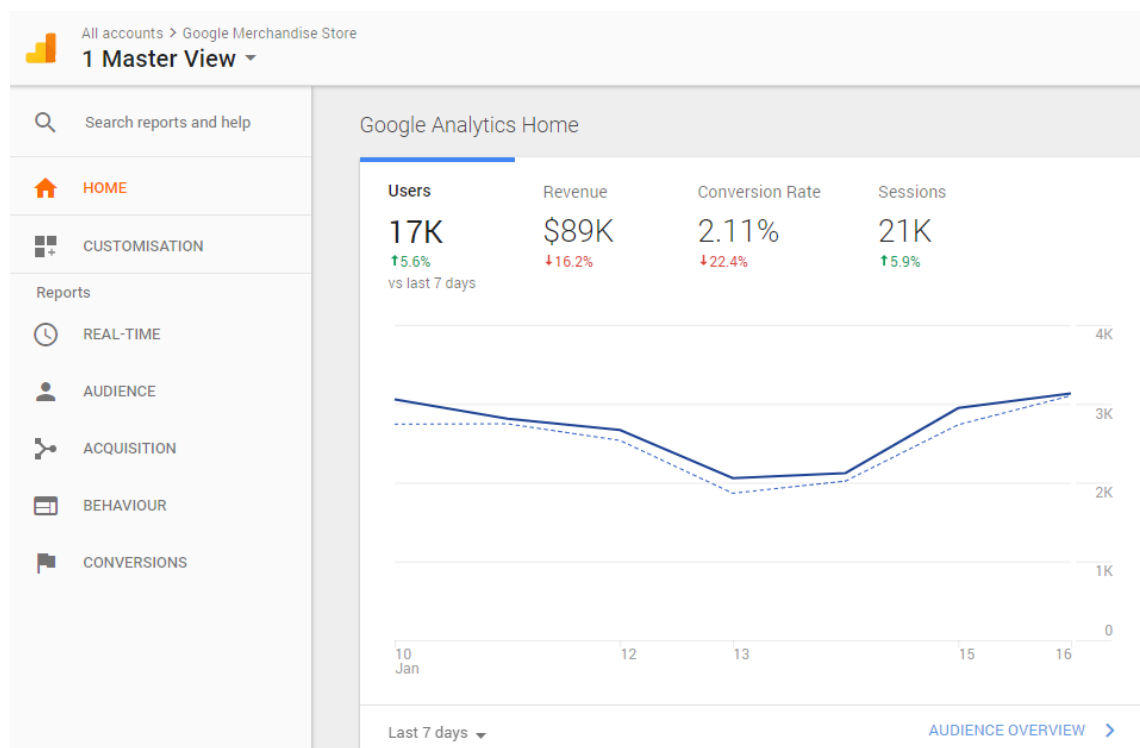 All accounts > Google Merchandise Store
1 Master View
Search reports and help
HOME
CUSTOMISATION
Reports
REAL-TIME
AUDIENCE
ACQUISITION
BEHAVIOUR
CONVERSIONS
Google Analytics Home
Users Revenue Conversion Rate Sessions
17K $89K 2.11% 21K
↑5.6% ↓16.2% ↓22.4% ↑5.9%
vs last 7 days
4K
3K
2K
1K
0
10 12 13 15 16
Jan
Last 7 days AUDIENCE OVERVIEW >